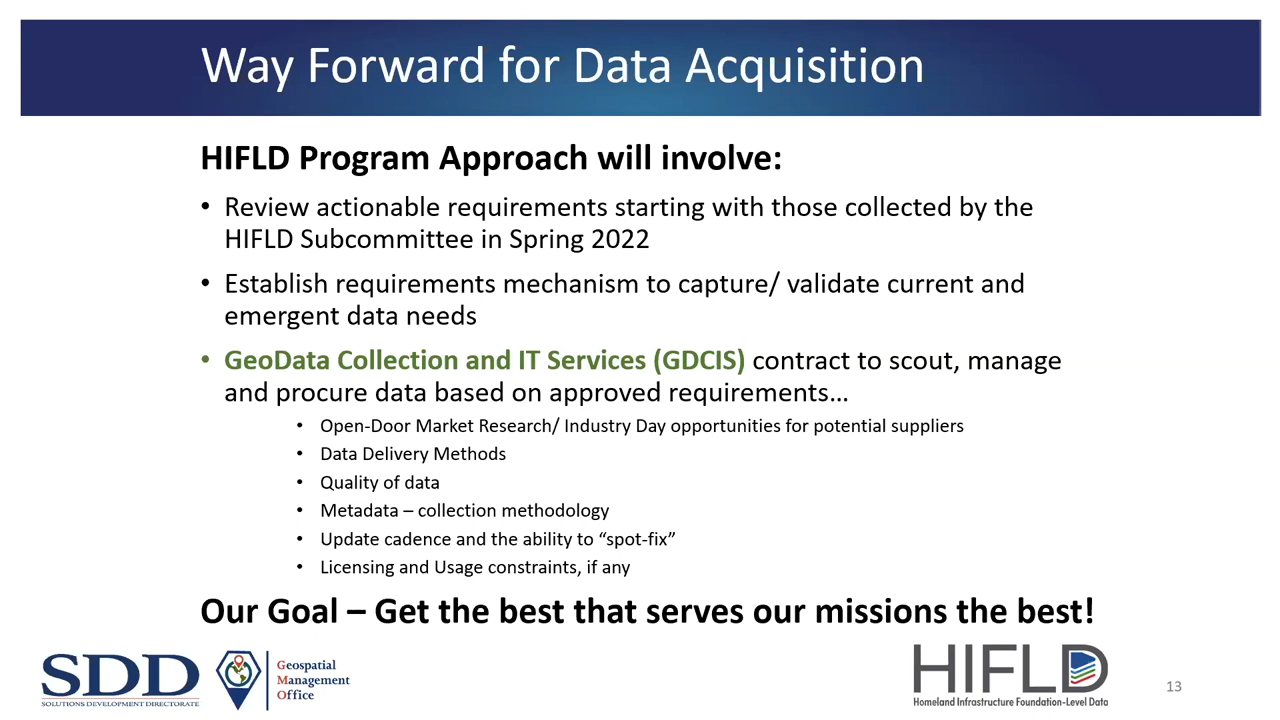 Way Forward for Data Acquisition
HIFLD Program Approach will involve:
• Review actionable requirements starting with those collected by the
HIFLD Subcommittee in Spring 2022
• Establish requirements mechanism to capture/ validate current and
emergent data needs
• GeoData Collection and IT Services (GDCIS) contract to scout, manage
and procure data based on approved requirements…
• Open-Door Market Research/ Industry Day opportunities for potential suppliers
• Data Delivery Methods
• Quality of data
• Metadata – collection methodology
• Update cadence and the ability to “spot-fix”
• Licensing and Usage constraints, if any
Our Goal – Get the best that serves our missions the best!
SDD
SOLUTIONS DEVELOPMENT DIRECTORATE
Geospatial
Management
Office
HIFLD
Homeland Infrastructure Foundation-Level Data
13